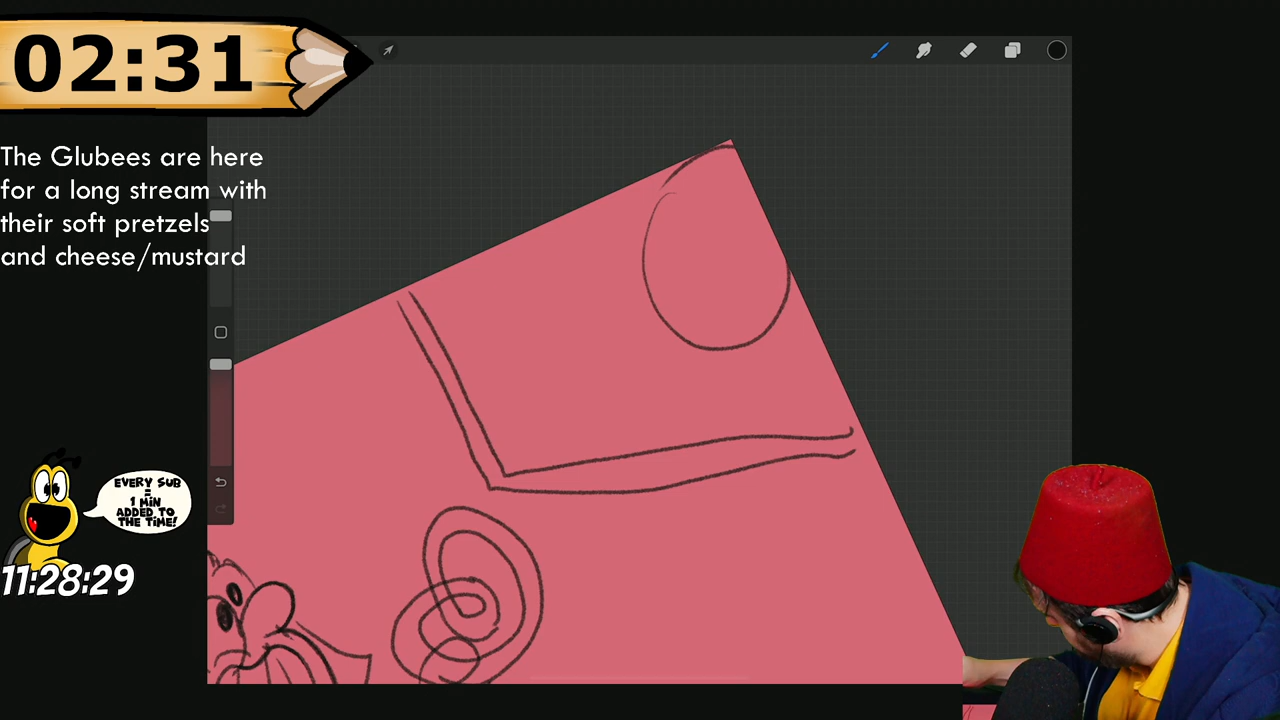 02:31
The Glubees are here
for a long stream with
their soft pretzels
and cheese/mustard
EVERY SUB
=
1 MIN
ADDED TO
THE TIME!
11:28:29